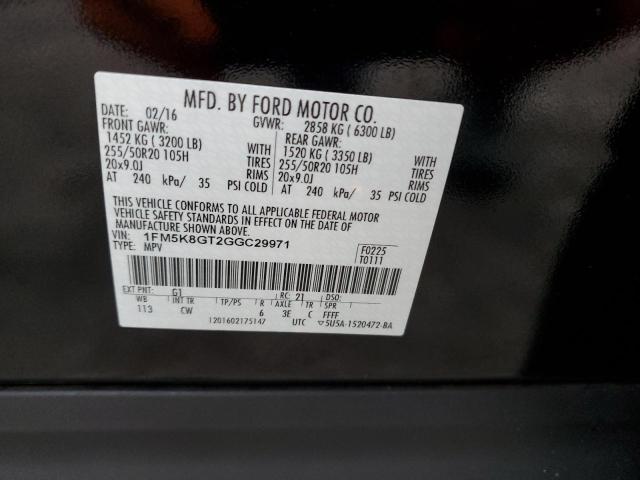 MFD. BY FORD MOTOR CO.
DATE: 02/16 GVWR: 2858 KG ( 6300 LB)
FRONT GAWR: REAR GAWR:
1452 KG ( 3200 LB) WITH 1520 KG ( 3350 LB) WITH
255/50R20 105H TIRES 255/50R20 105H TIRES
20x9.0J RIMS 20x9.0J RIMS
AT 240 kPa/ 35 PSI COLD AT 240 kPa/ 35 PSI COLD
THIS VEHICLE CONFORMS TO ALL APPLICABLE FEDERAL MOTOR
VEHICLE SAFETY STANDARDS IN EFFECT ON THE DATE OF
MANUFACTURE SHOWN ABOVE.
VIN: 1FM5K8GT2GGC29971 F0225
TYPE: MPV T0111
EXT PNT: G1 RC: 21 DSO:
WB INT TR TP/PS R AXLE TR SPR
113 CW 6 3E C FFFF
1201602175147 UTC ▽5U5A-1520472-BA